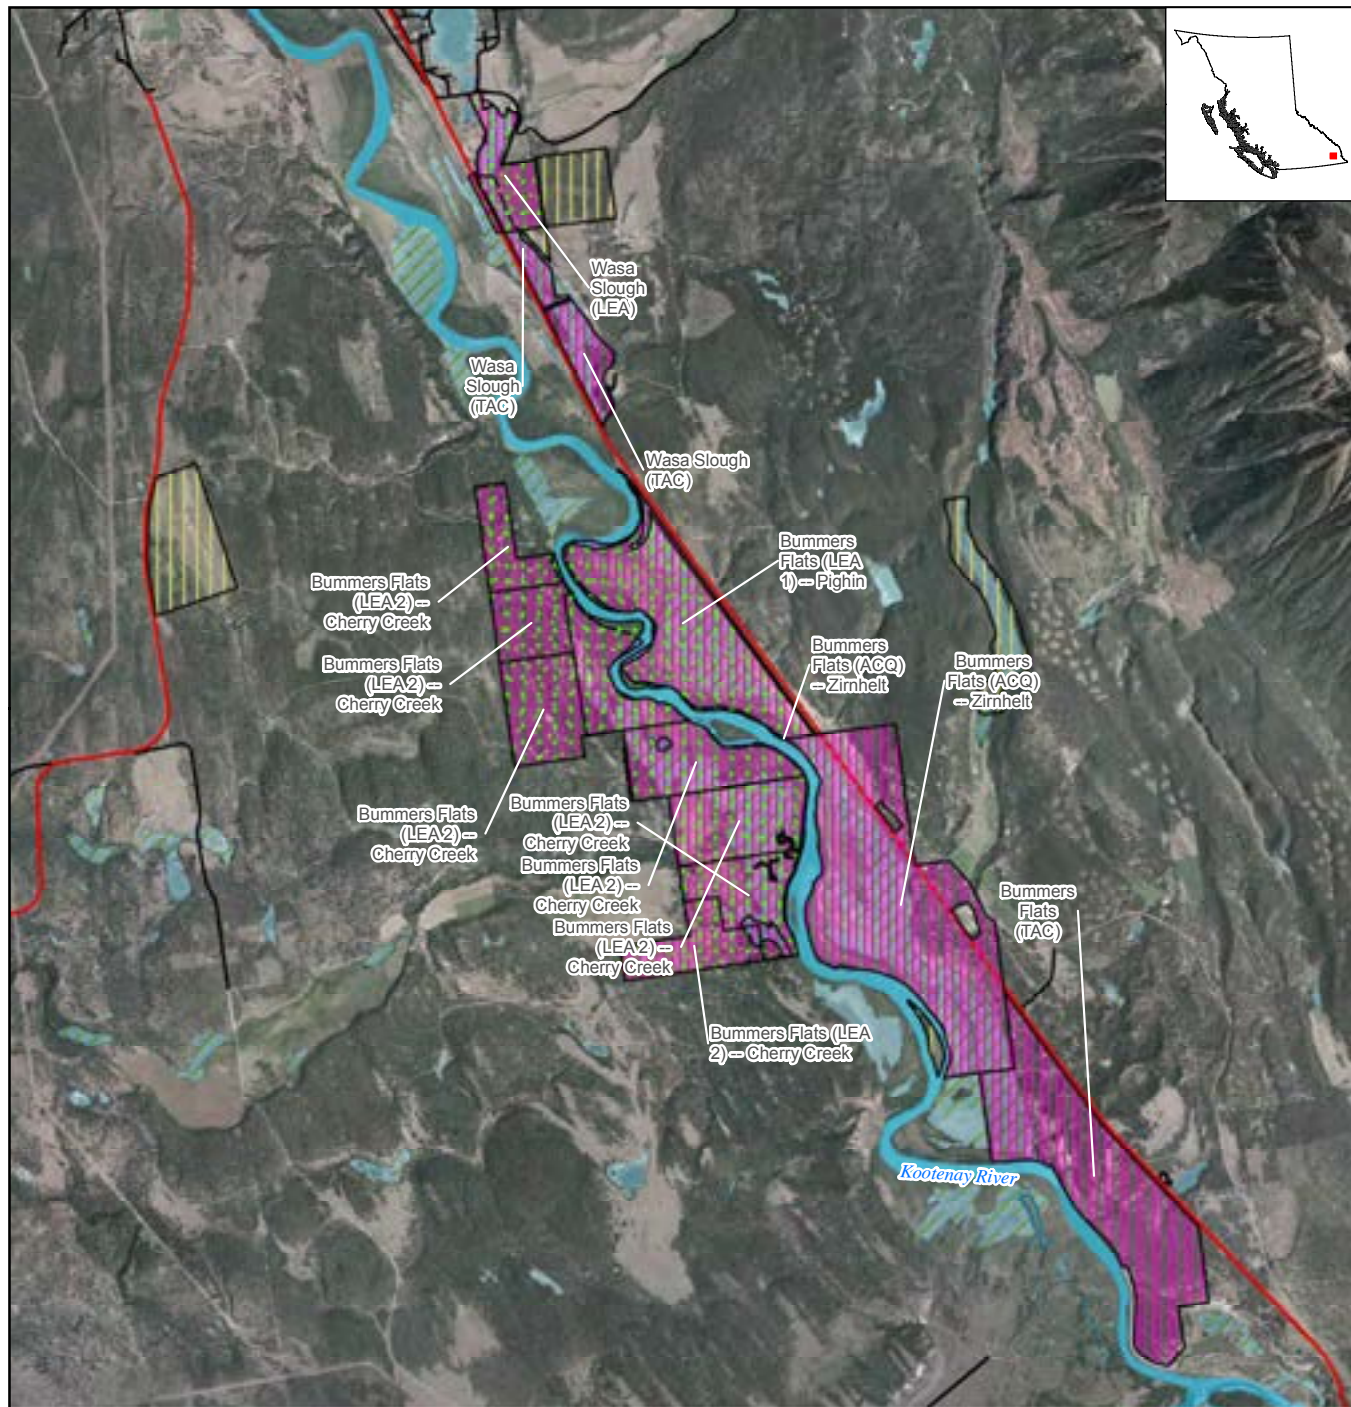 Wasa
Slough
(LEA)
Wasa
Slough
(TAC)
Wasa Slough
(TAC)
Bummers
Flats (LEA
1) -- Pighin
Bummers Flats
(LEA 2) --
Cherry Creek
Bummers Flats
(LEA 2) --
Cherry Creek
Bummers
Flats (ACQ)
-- Zirnhelt
Bummers
Flats (ACQ)
-- Zirnhelt
Bummers Flats
(LEA 2) --
Cherry Creek
Bummers Flats
(LEA 2) --
Cherry Creek
Bummers Flats
(LEA 2) --
Cherry Creek
Bummers Flats
(LEA 2) --
Cherry Creek
Bummers
Flats
(TAC)
Bummers Flats (LEA
2) -- Cherry Creek
Kootenay River